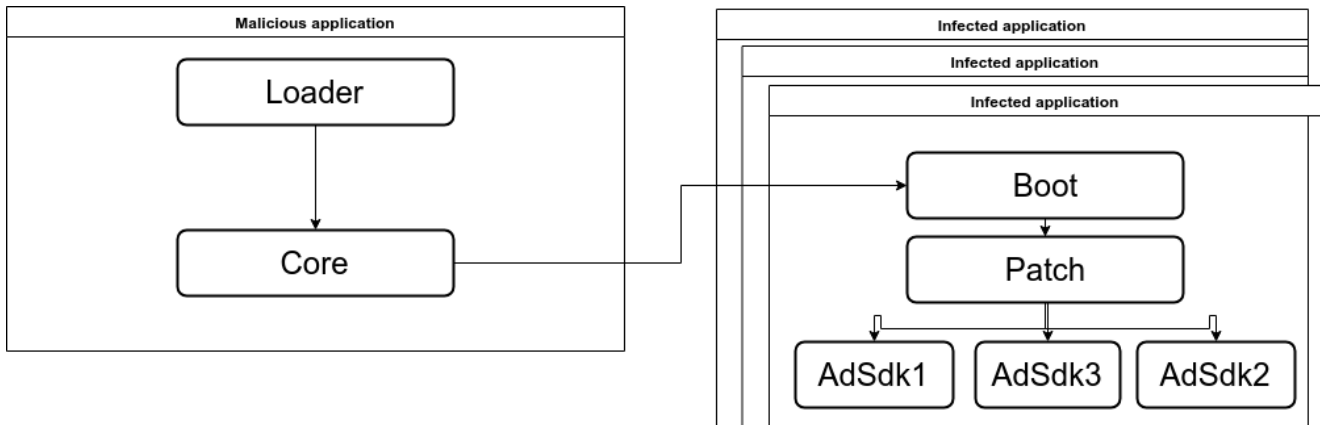 Malicious application
Loader
Core
Infected application
Infected application
Infected application
Boot
Patch
AdSdk1
AdSdk3
AdSdk2